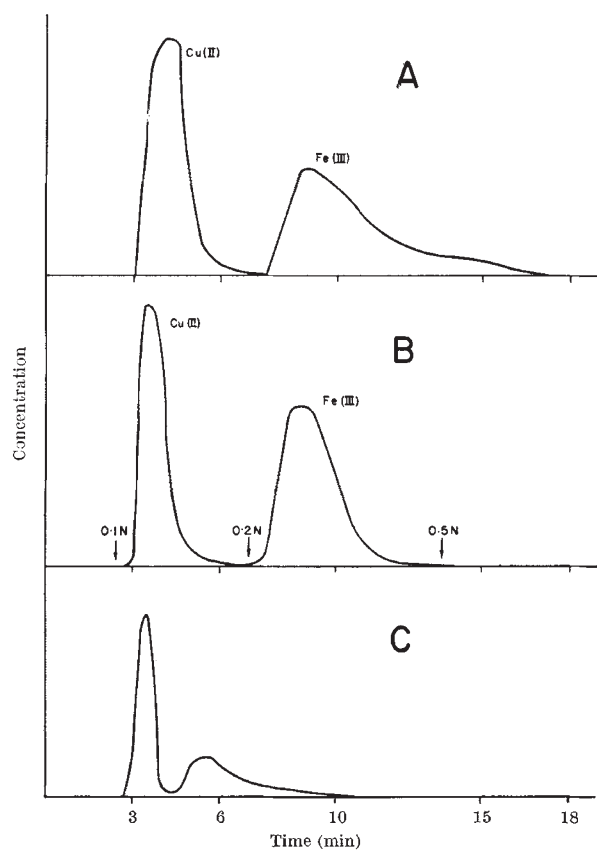 Cu (II)
A
Fe (III)
Cu (II)
B
Fe (III)
Concentration
0·1N
0·2N
0·5N
C
3
6
10
15
18
Time (min)